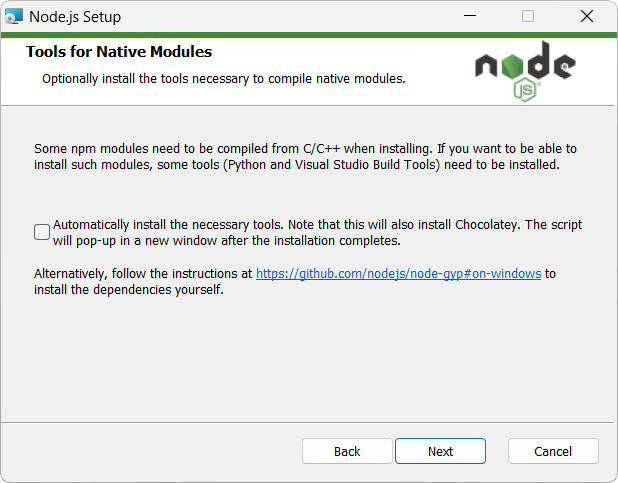 Node.js Setup
Tools for Native Modules
Optionally install the tools necessary to compile native modules.
node
JS
Some npm modules need to be compiled from C/C++ when installing. If you want to be able to
install such modules, some tools (Python and Visual Studio Build Tools) need to be installed.
Automatically install the necessary tools. Note that this will also install Chocolatey. The script
will pop-up in a new window after the installation completes.
Alternatively, follow the instructions at https://github.com/nodejs/node-gyp#on-windows to
install the dependencies yourself.
Back
Next
Cancel